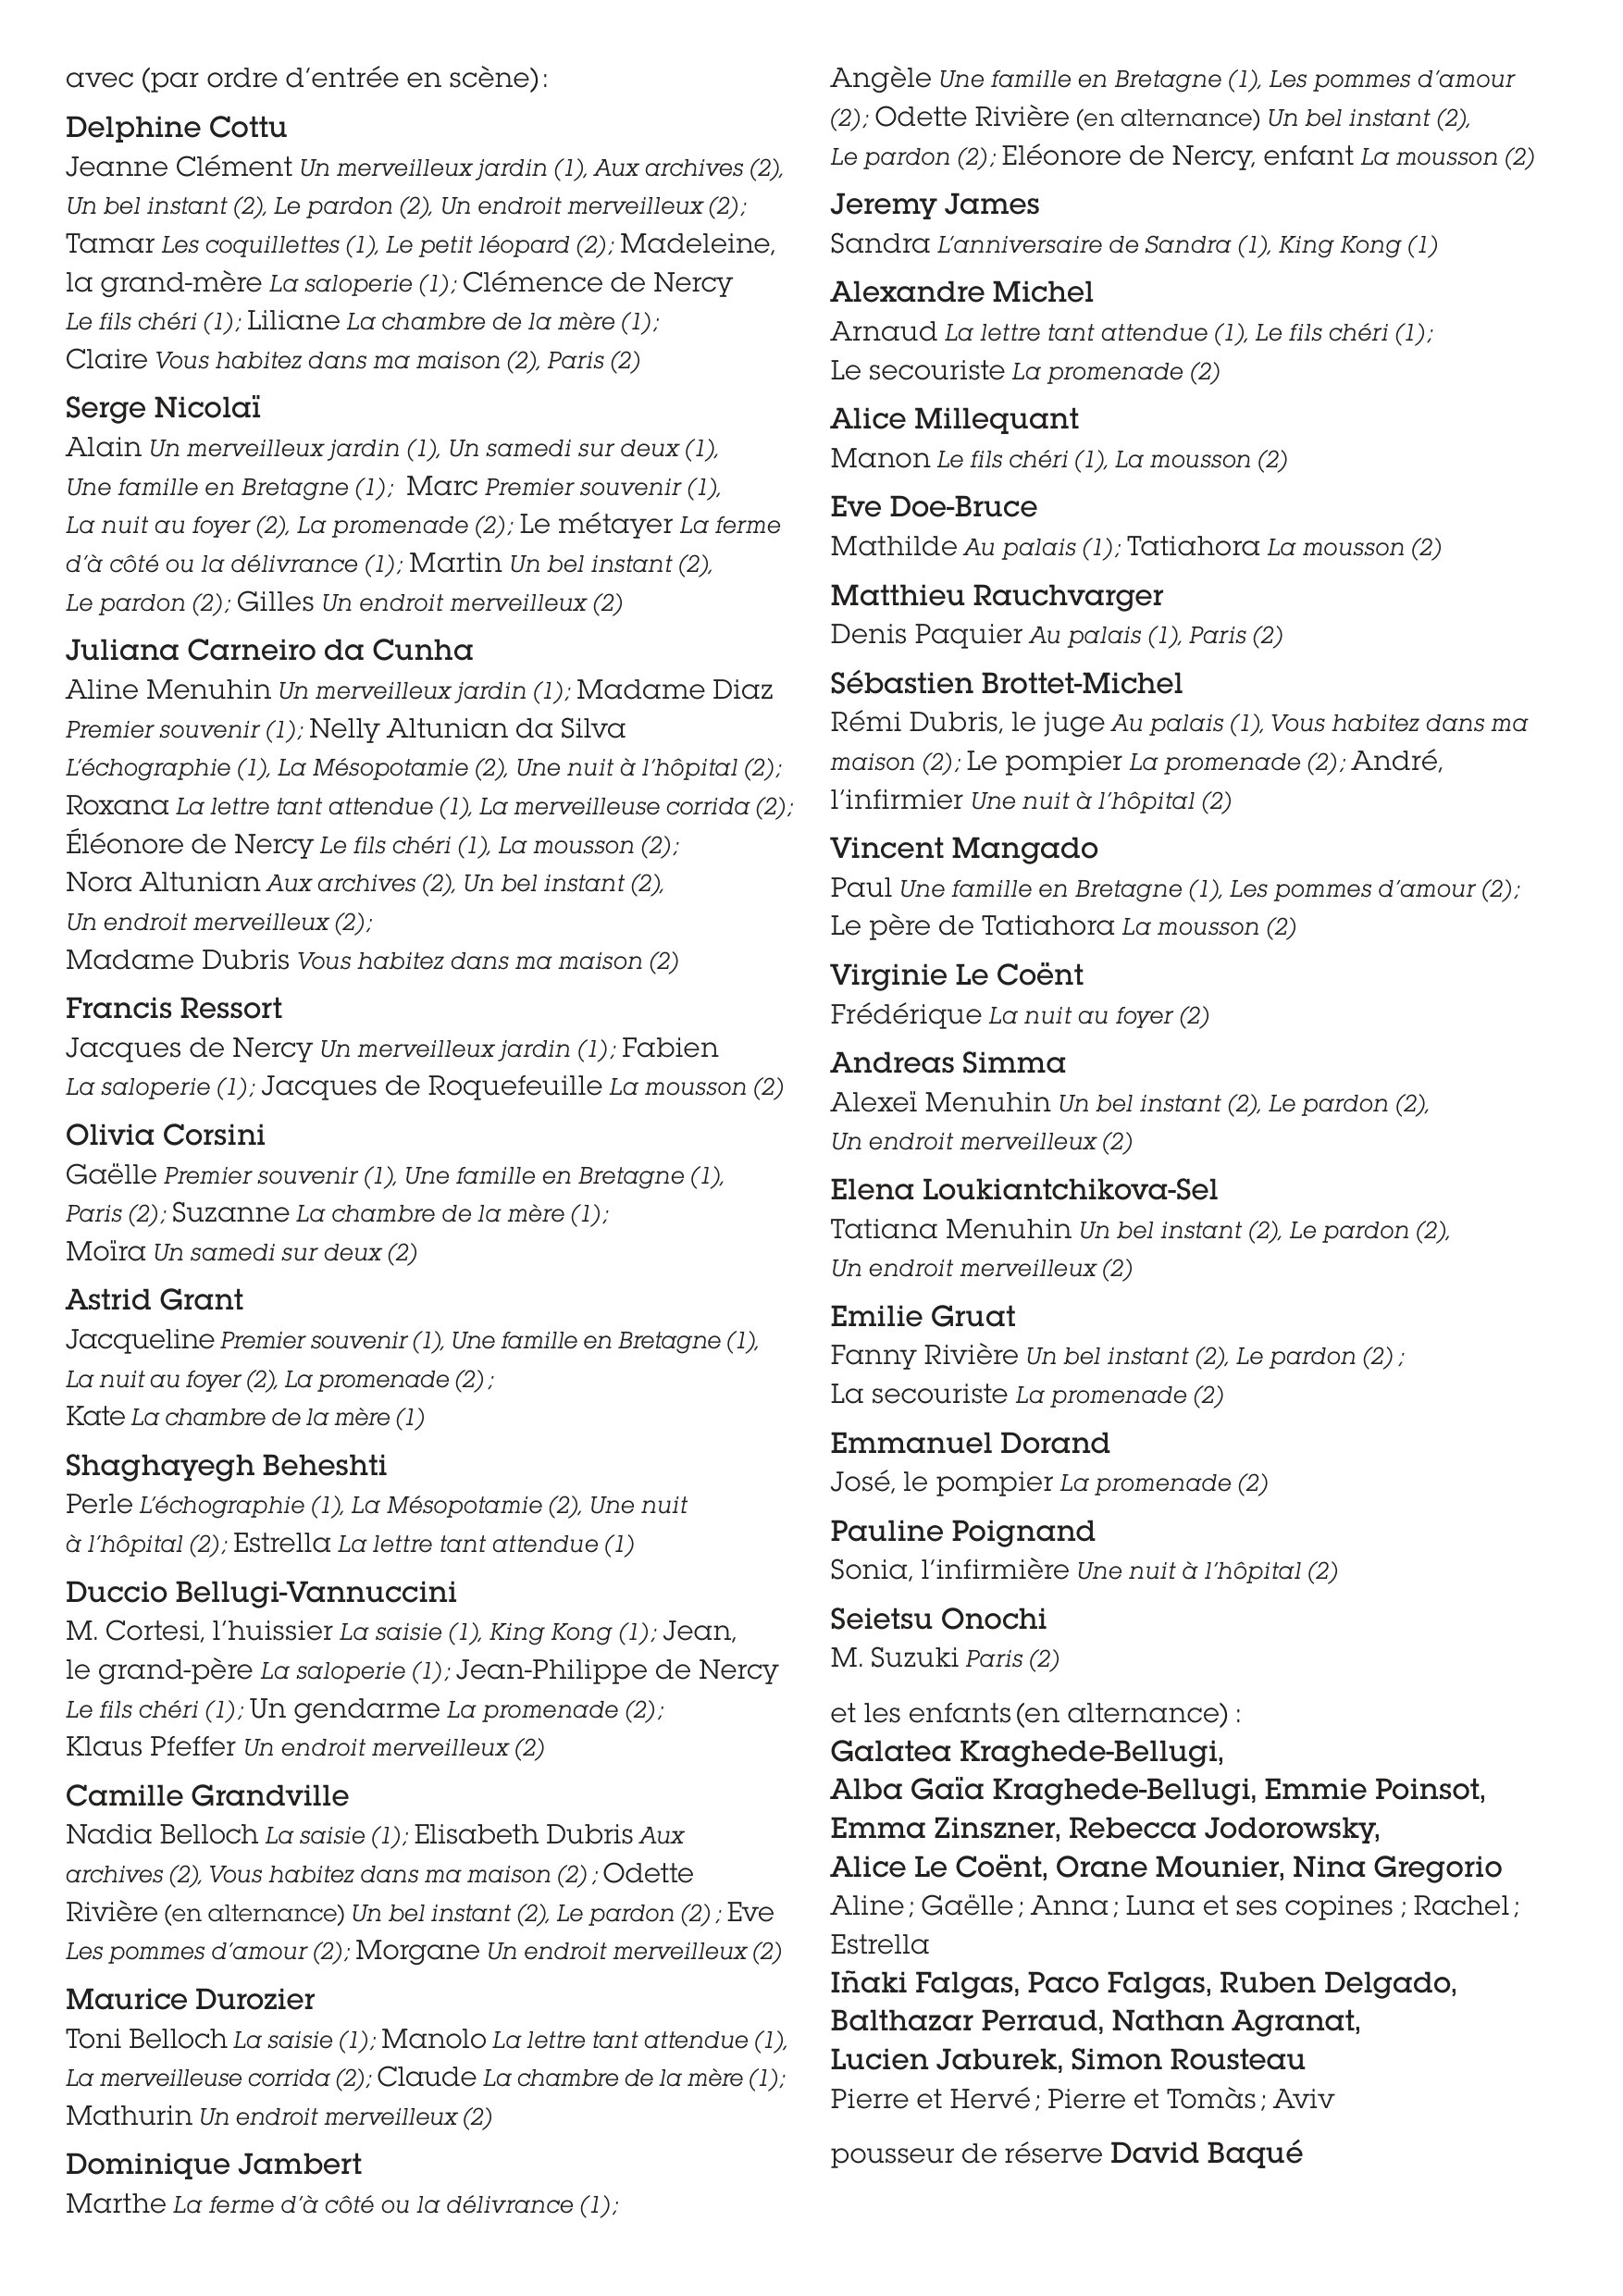 avec (par ordre d'entrée en scène) :
Delphine Cottu
Jeanne Clément Un merveilleux jardin (1), Aux archives (2),
Un bel instant (2), Le pardon (2), Un endroit merveilleux (2) ;
Tamar Les coquillettes (1), Le petit léopard (2) ; Madeleine,
la grand-mère La saloperie (1) ; Clémence de Nercy
Le fils chéri (1) ; Liliane La chambre de la mère (1) ;
Claire Vous habitez dans ma maison (2), Paris (2)
Serge Nicolaï
Alain Un merveilleux jardin (1), Un samedi sur deux (1),
Une famille en Bretagne (1) ; Marc Premier souvenir (1),
La nuit au foyer (2), La promenade (2) ; Le métayer La ferme
d'à côté ou la délivrance (1) ; Martin Un bel instant (2),
Le pardon (2) ; Gilles Un endroit merveilleux (2)
Juliana Carneiro da Cunha
Aline Menuhin Un merveilleux jardin (1) ; Madame Diaz
Premier souvenir (1) ; Nelly Altunian da Silva
L'échographie (1), La Mésopotamie (2), Une nuit à l'hôpital (2) ;
Roxana La lettre tant attendue (1), La merveilleuse corrida (2) ;
Éléonore de Nercy Le fils chéri (1), La mousson (2) ;
Nora Altunian Aux archives (2), Un bel instant (2),
Un endroit merveilleux (2) ;
Madame Dubris Vous habitez dans ma maison (2)
Francis Ressort
Jacques de Nercy Un merveilleux jardin (1) ; Fabien
La saloperie (1) ; Jacques de Roquefeuille La mousson (2)
Olivia Corsini
Gaëlle Premier souvenir (1), Une famille en Bretagne (1),
Paris (2) ; Suzanne La chambre de la mère (1) ;
Moïra Un samedi sur deux (2)
Astrid Grant
Jacqueline Premier souvenir (1), Une famille en Bretagne (1),
La nuit au foyer (2), La promenade (2) ;
Kate La chambre de la mère (1)
Shaghayegh Beheshti
Perle L'échographie (1), La Mésopotamie (2), Une nuit
à l'hôpital (2) ; Estrella La lettre tant attendue (1)
Duccio Bellugi-Vannuccini
M. Cortesi, l'huissier La saisie (1), King Kong (1) ; Jean,
le grand-père La saloperie (1) ; Jean-Philippe de Nercy
Le fils chéri (1) ; Un gendarme La promenade (2) ;
Klaus Pfeffer Un endroit merveilleux (2)
Camille Grandville
Nadia Belloch La saisie (1) ; Elisabeth Dubris Aux
archives (2), Vous habitez dans ma maison (2) ; Odette
Rivière (en alternance) Un bel instant (2), Le pardon (2) ; Eve
Les pommes d'amour (2) ; Morgane Un endroit merveilleux (2)
Maurice Durozier
Toni Belloch La saisie (1) ; Manolo La lettre tant attendue (1),
La merveilleuse corrida (2) ; Claude La chambre de la mère (1) ;
Mathurin Un endroit merveilleux (2)
Dominique Jambert
Marthe La ferme d'à côté ou la délivrance (1) ;
Angèle Une famille en Bretagne (1), Les pommes d'amour
(2) ; Odette Rivière (en alternance) Un bel instant (2),
Le pardon (2) ; Eléonore de Nercy, enfant La mousson (2)
Jeremy James
Sandra L'anniversaire de Sandra (1), King Kong (1)
Alexandre Michel
Arnaud La lettre tant attendue (1), Le fils chéri (1) ;
Le secouriste La promenade (2)
Alice Millequant
Manon Le fils chéri (1), La mousson (2)
Eve Doe-Bruce
Mathilde Au palais (1) ; Tatiahora La mousson (2)
Matthieu Rauchvarger
Denis Paquier Au palais (1), Paris (2)
Sébastien Brottet-Michel
Rémi Dubris, le juge Au palais (1), Vous habitez dans ma
maison (2) ; Le pompier La promenade (2) ; André,
l'infirmier Une nuit à l'hôpital (2)
Vincent Mangado
Paul Une famille en Bretagne (1), Les pommes d'amour (2) ;
Le père de Tatiahora La mousson (2)
Virginie Le Coënt
Frédérique La nuit au foyer (2)
Andreas Simma
Alexeï Menuhin Un bel instant (2), Le pardon (2),
Un endroit merveilleux (2)
Elena Loukiantchikova-Sel
Tatiana Menuhin Un bel instant (2), Le pardon (2),
Un endroit merveilleux (2)
Emilie Gruat
Fanny Rivière Un bel instant (2), Le pardon (2) ;
La secouriste La promenade (2)
Emmanuel Dorand
José, le pompier La promenade (2)
Pauline Poignand
Sonia, l'infirmière Une nuit à l'hôpital (2)
Seietsu Onochi
M. Suzuki Paris (2)
et les enfants (en alternance) :
Galatea Kraghede-Bellugi,
Alba Gaïa Kraghede-Bellugi, Emmie Poinsot,
Emma Zinszner, Rebecca Jodorowsky,
Alice Le Coënt, Orane Mounier, Nina Gregorio
Aline ; Gaëlle ; Anna ; Luna et ses copines ; Rachel ;
Estrella
Iñaki Falgas, Paco Falgas, Ruben Delgado,
Balthazar Perraud, Nathan Agranat,
Lucien Jaburek, Simon Rousteau
Pierre et Hervé ; Pierre et Tomàs ; Aviv
pousseur de réserve David Baqué